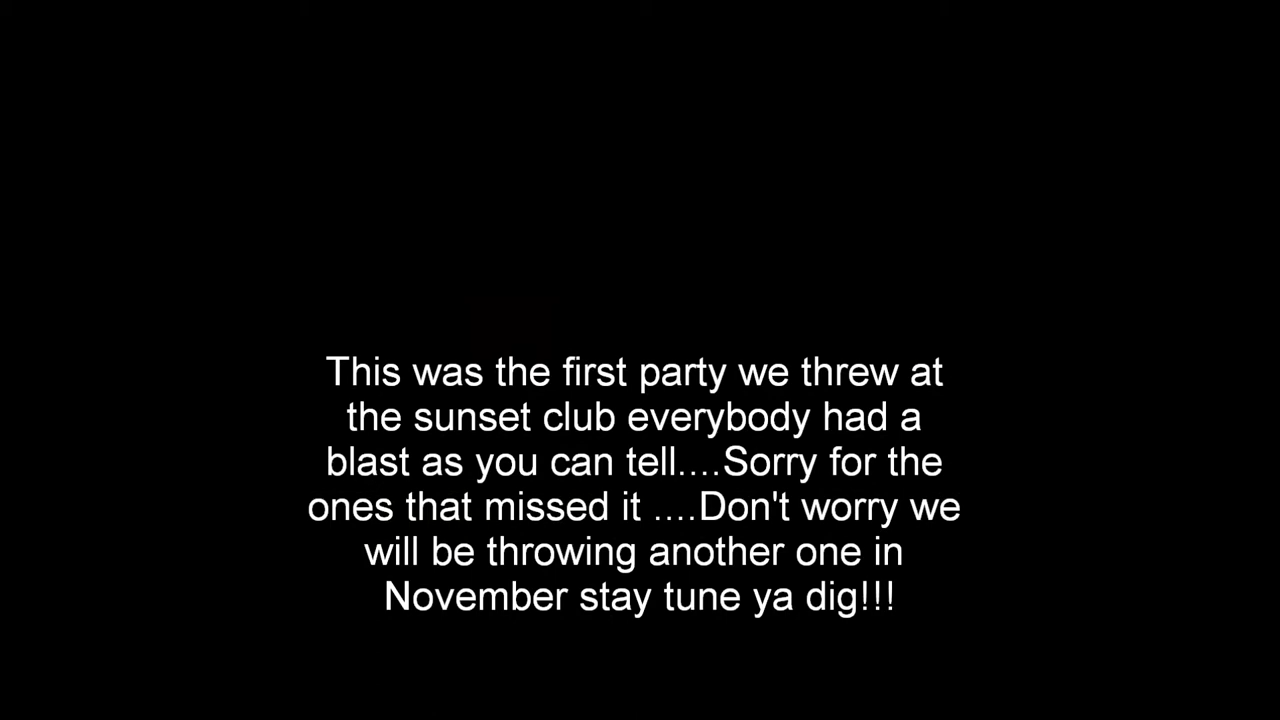 This was the first party we threw at
the sunset club everybody had a
blast as you can tell....Sorry for the
ones that missed it ....Don't worry we
will be throwing another one in
November stay tune ya dig!!!